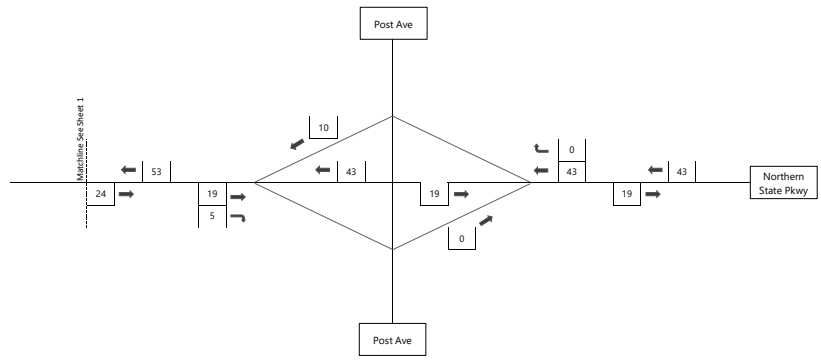 Post Ave
Matchline See Sheet 1
10
0
53
43
43
43
24
19
19
19
5
0
Northern
State Pkwy
Post Ave